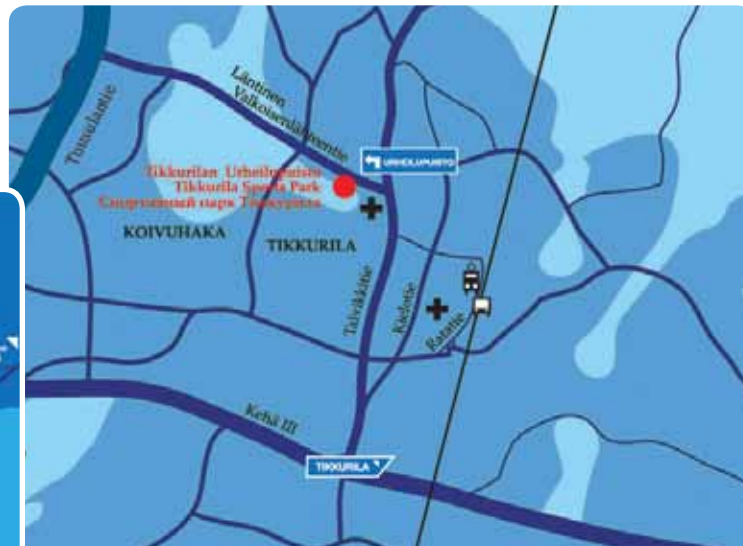 Tuusulantie
Läntinen
Valkoisenlähteentie
URHEILUPUISTO
Tikkurilan Urheilupuisto
Tikkurila Sports Park
Спортивный парк Тиккурила
KOIVUHAKA
TIKKURILA
Talvikkitie
Kielotie
Ratatie
Kehä III
TIKKURILA